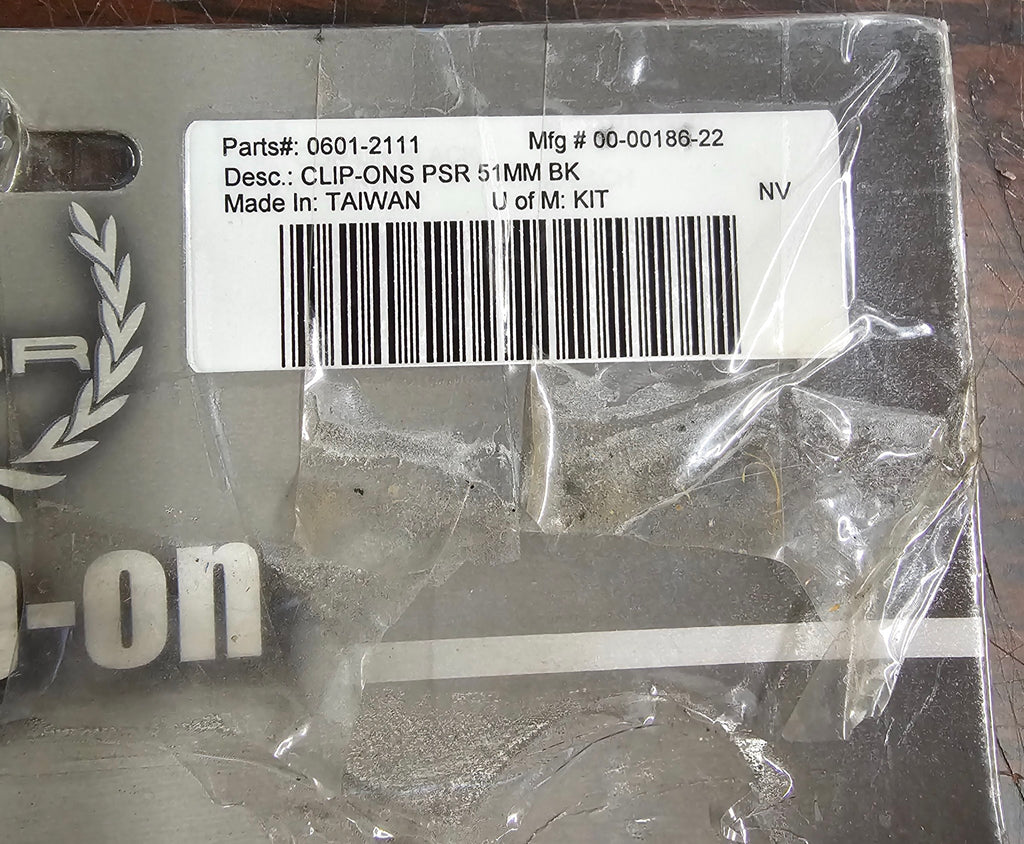 Parts#: 0601-2111 Mfg # 00-00186-22
Desc.: CLIP-ONS PSR 51MM BK
Made In: TAIWAN U of M: KIT NV
SR
-on